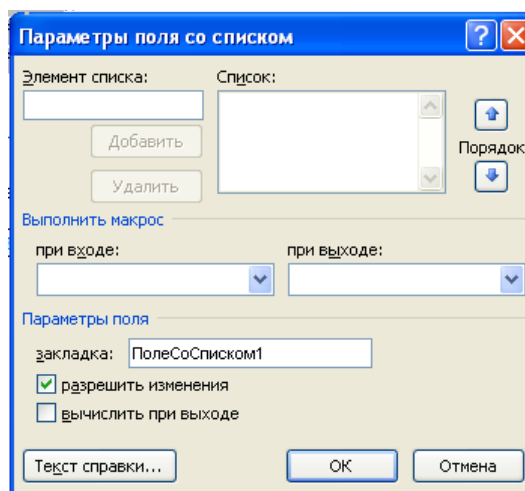 Параметры поля со списком
Элемент списка: Список:
Добавить
Порядок
Удалить
Выполнить макрос
при входе: при выходе:
Параметры поля
закладка: ПолеСоСписком1
разрешить изменения
вычислить при выходе
Текст справки... ОК Отмена